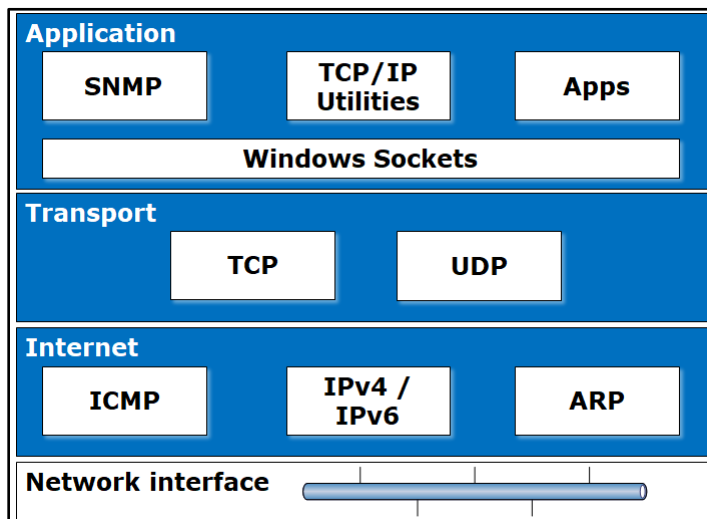 Application
SNMP
TCP/IP
Utilities
Apps
Windows Sockets
Transport
TCP
UDP
Internet
ICMP
IPv4 /
IPv6
ARP
Network interface